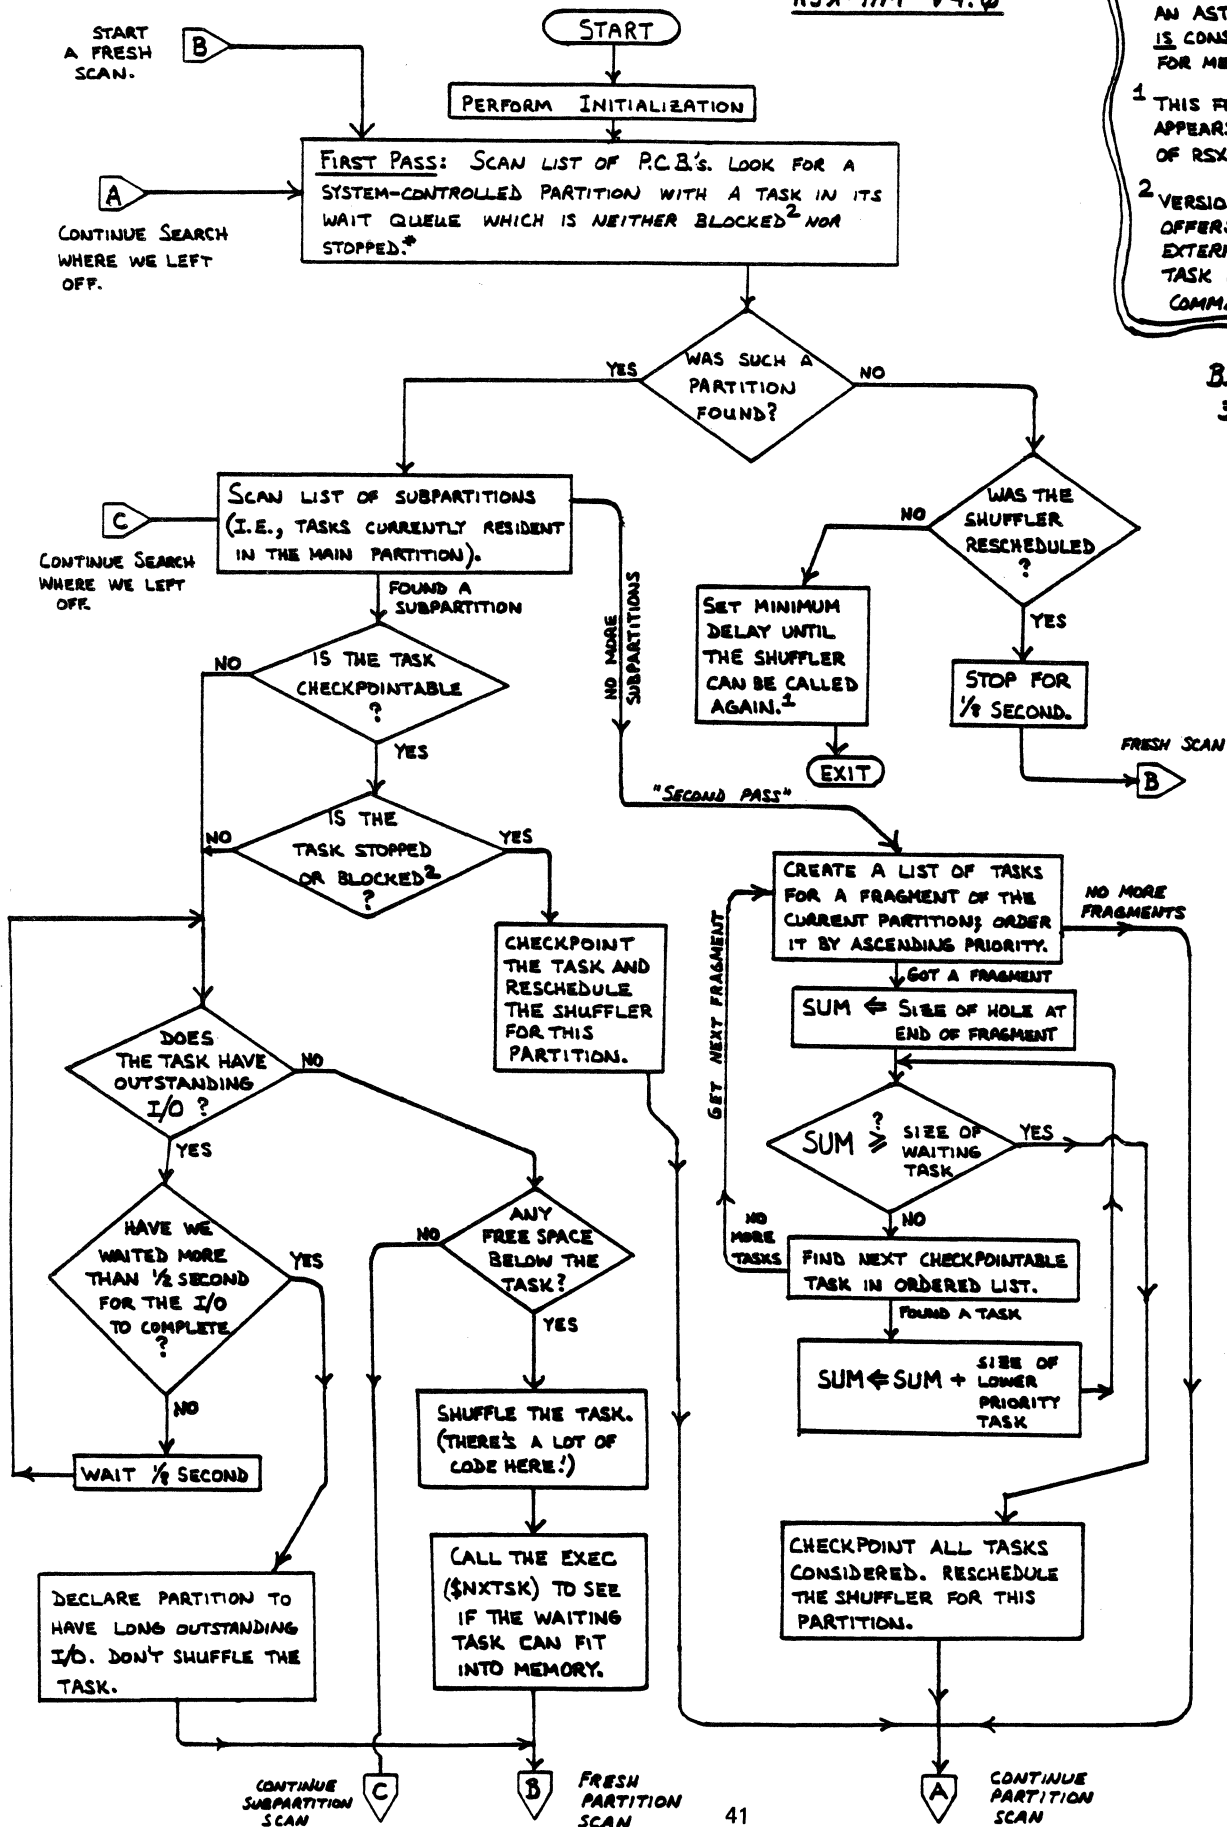 RSX-11M V4.0
START
A FRESH
SCAN.
B
START
PERFORM INITIALIZATION
FIRST PASS: SCAN LIST OF P.C.B.'s. LOOK FOR A
SYSTEM-CONTROLLED PARTITION WITH A TASK IN ITS
WAIT QUEUE WHICH IS NEITHER BLOCKED2 NOR
STOPPED.*
A
CONTINUE SEARCH
WHERE WE LEFT
OFF.
AN AST
IS CONS
FOR ME
1 THIS FE
APPEARS
OF RSX
2 VERSIO
OFFERS
EXTERN
TASK
COMMA
WAS SUCH A
PARTITION
FOUND?
YES
NO
SCAN LIST OF SUBPARTITIONS
(I.E., TASKS CURRENTLY RESIDENT
IN THE MAIN PARTITION).
C
CONTINUE SEARCH
WHERE WE LEFT
OFF.
FOUND A
SUBPARTITION
NO MORE
SUBPARTITIONS
WAS THE
SHUFFLER
RESCHEDULED
?
NO
YES
SET MINIMUM
DELAY UNTIL
THE SHUFFLER
CAN BE CALLED
AGAIN.1
EXIT
STOP FOR
1/8 SECOND.
FRESH SCAN
B
IS THE TASK
CHECKPOINTABLE
?
NO
YES
"SECOND PASS"
IS THE
TASK STOPPED
OR BLOCKED2
?
NO
YES
CHECKPOINT
THE TASK AND
RESCHEDULE
THE SHUFFLER
FOR THIS
PARTITION.
CREATE A LIST OF TASKS
FOR A FRAGMENT OF THE
CURRENT PARTITION; ORDER
IT BY ASCENDING PRIORITY.
NO MORE
FRAGMENTS
GOT A FRAGMENT
GET NEXT FRAGMENT
SUM ⇐ SIZE OF HOLE AT
END OF FRAGMENT
DOES
THE TASK HAVE
OUTSTANDING
I/O ?
NO
YES
?
SUM ≥ SIZE OF
WAITING
TASK
YES
NO
NO
MORE
TASKS
FIND NEXT CHECKPOINTABLE
TASK IN ORDERED LIST.
FOUND A TASK
SUM ⇐ SUM + SIZE OF
LOWER
PRIORITY
TASK
HAVE WE
WAITED MORE
THAN 1/2 SECOND
FOR THE I/O
TO COMPLETE
?
YES
NO
WAIT 1/8 SECOND
ANY
FREE SPACE
BELOW THE
TASK?
NO
YES
SHUFFLE THE TASK.
(THERE'S A LOT OF
CODE HERE!)
CALL THE EXEC
($NXTSK) TO SEE
IF THE WAITING
TASK CAN FIT
INTO MEMORY.
DECLARE PARTITION TO
HAVE LONG OUTSTANDING
I/O. DON'T SHUFFLE THE
TASK.
CHECKPOINT ALL TASKS
CONSIDERED. RESCHEDULE
THE SHUFFLER FOR THIS
PARTITION.
CONTINUE
SUBPARTITION
SCAN
C
B
FRESH
PARTITION
SCAN
A
CONTINUE
PARTITION
SCAN
41